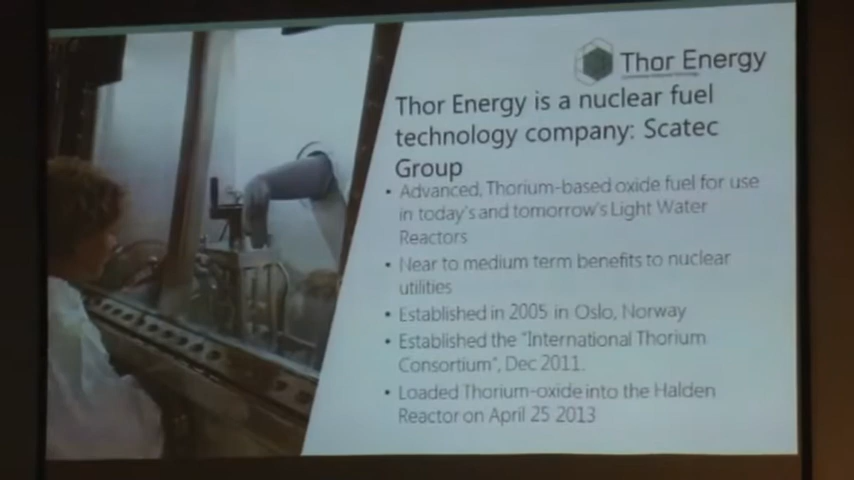 Thor Energy
Thor Energy is a nuclear fuel
technology company: Scatec
Group
• Advanced, Thorium-based oxide fuel for use
in today's and tomorrow's Light Water
Reactors
• Near to medium term benefits to nuclear
utilities
• Established in 2005 in Oslo, Norway
• Established the "International Thorium
Consortium", Dec 2011.
• Loaded Thorium-oxide into the Halden
Reactor on April 25 2013